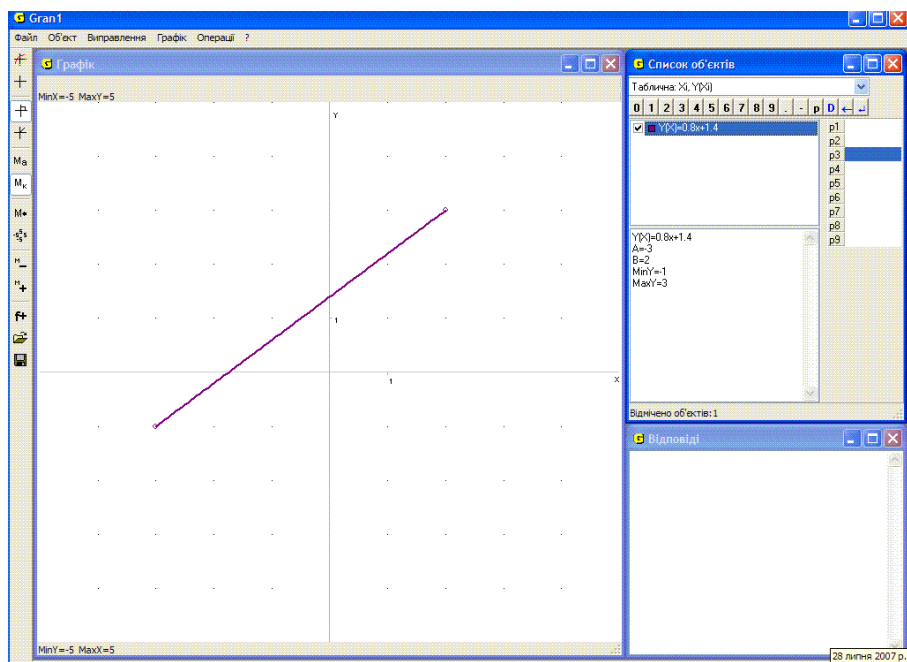 Gran1
Файл Об'єкт Виправлення Графік Операції ?
Графік
MinX=-5 MaxY=5
Y
1
1
X
MinY=-5 MaxX=5
Ma
Mк
M
M
M
f+
Список об'єктів
Таблична: Xi, Y(Xi)
0 1 2 3 4 5 6 7 8 9 . - p D
Y(X)=0.8x+1.4
p1
p2
p3
p4
p5
p6
p7
p8
p9
Y(X)=0.8x+1.4
A=-3
B=2
MinY=-1
MaxY=3
Відмічено об'єктів:1
Відповіді
28 липня 2007 р.